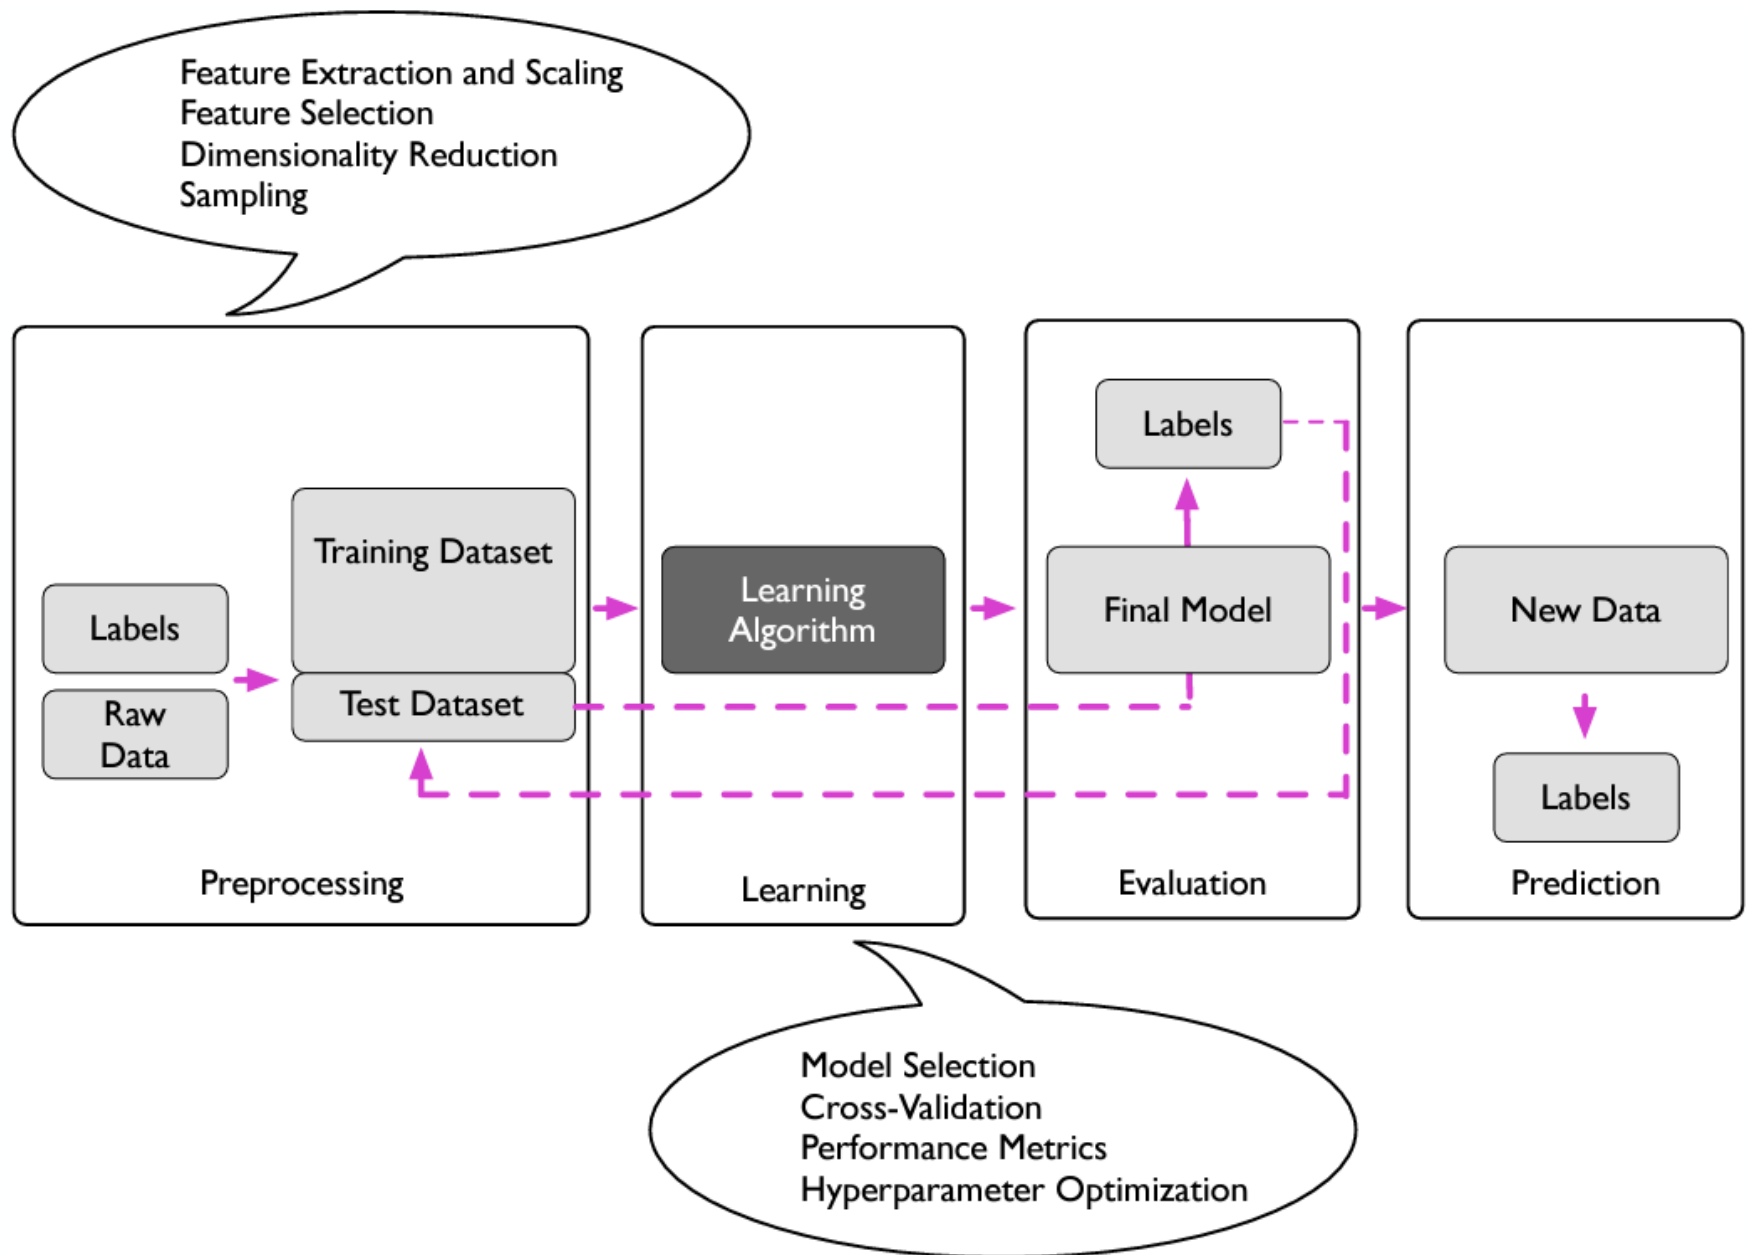 Feature Extraction and Scaling
Feature Selection
Dimensionality Reduction
Sampling
Labels
Raw
Data
Training Dataset
Test Dataset
Preprocessing
Learning
Algorithm
Learning
Labels
Final Model
Evaluation
New Data
Labels
Prediction
Model Selection
Cross-Validation
Performance Metrics
Hyperparameter Optimization